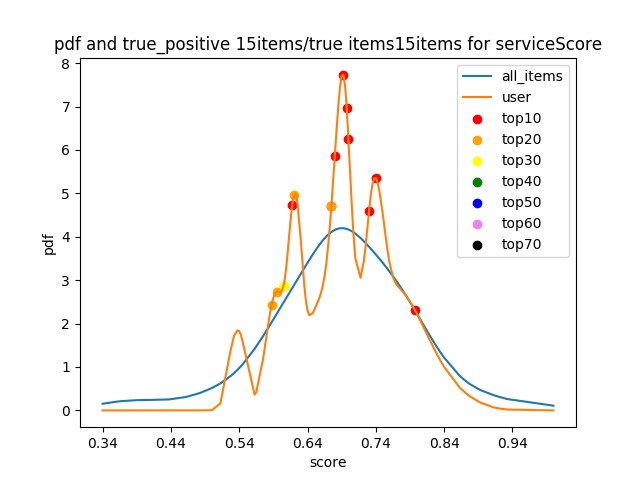 pdf and true_positive 15items/true items15items for serviceScore
8
7
6
5
4
3
2
1
0
pdf
0.34 0.44 0.54 0.64 0.74 0.84 0.94
score
all_items
user
top10
top20
top30
top40
top50
top60
top70